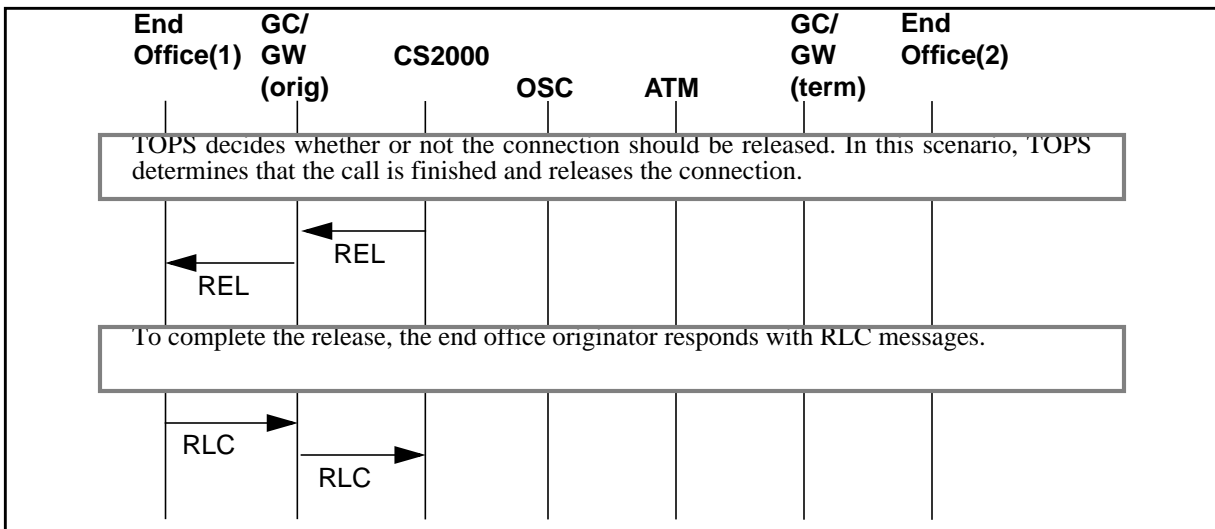 End GC/ GC/ End
Office(1) GW CS2000 GW Office(2)
(orig) OSC ATM (term)
TOPS decides whether or not the connection should be released. In this scenario, TOPS
determines that the call is finished and releases the connection.
REL
REL
To complete the release, the end office originator responds with RLC messages.
RLC
RLC